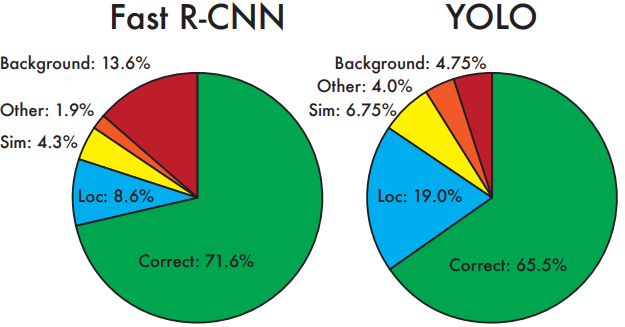 Fast R-CNN
Background: 13.6%
Other: 1.9%
Sim: 4.3%
Loc: 8.6%
Correct: 71.6%
YOLO
Background: 4.75%
Other: 4.0%
Sim: 6.75%
Loc: 19.0%
Correct: 65.5%